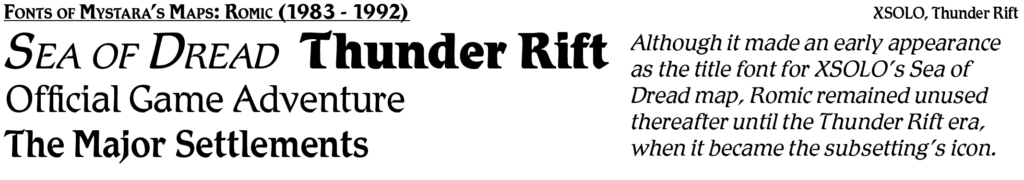 FONTS OF MYSTARA'S MAPS: ROMIC (1983 - 1992)
XSOLO, Thunder Rift
SEA OF DREAD Thunder Rift
Official Game Adventure
The Major Settlements
Although it made an early appearance
as the title font for XSOLO's Sea of
Dread map, Romic remained unused
thereafter until the Thunder Rift era,
when it became the subsetting's icon.